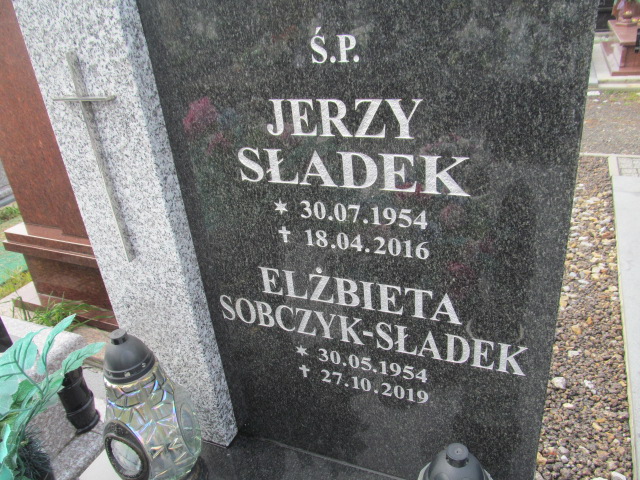 Ś.P.
JERZY
SŁADEK
✶ 30.07.1954
✝ 18.04.2016
ELŻBIETA
SOBCZYK-SŁADEK
✶ 30.05.1954
✝ 27.10.2019